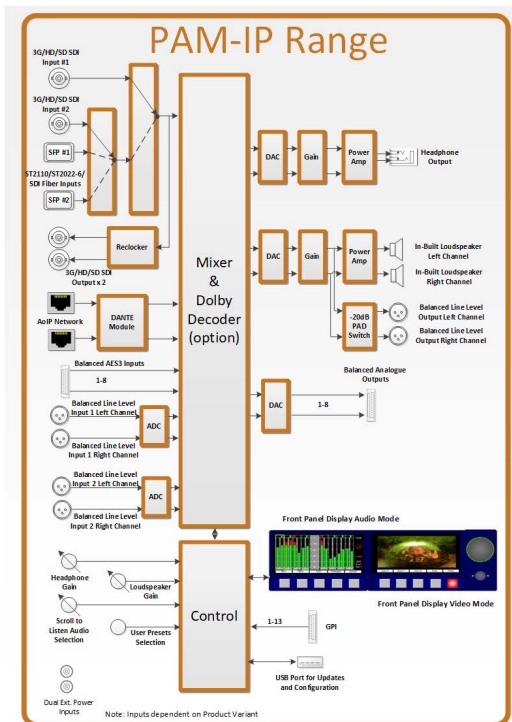 PAM-IP Range
3G/HD/SD SDI
Input #1
3G/HD/SD SDI
Input #2
SFP #1
ST2110/ST2022-6/
SDI Fiber Inputs
SFP #2
Reclocker
3G/HD/SD SDI
Output x 2
AoIP Network
DANTE
Module
Balanced AES3 Inputs
1-8
Balanced Line Level
Input 1 Left Channel
ADC
Balanced Line Level
Input 1 Right Channel
Balanced Line Level
Input 2 Left Channel
ADC
Balanced Line Level
Input 2 Right Channel
Mixer
&
Dolby
Decoder
(option)
DAC
Gain
Power
Amp
Headphone
Output
DAC
Gain
Power
Amp
In-Built Loudspeaker
Left Channel
In-Built Loudspeaker
Right Channel
-20dB
PAD
Switch
Balanced Line Level
Output Left Channel
Balanced Line Level
Output Right Channel
DAC
Balanced Analogue
Outputs
1-8
Headphone
Gain
Loudspeaker
Gain
Scroll to
Listen Audio
Selection
User Presets
Selection
Control
Front Panel Display Audio Mode
Front Panel Display Video Mode
1-13
GPI
USB Port for Updates
and Configuration
Dual Ext. Power
Inputs
Note: Inputs dependent on Product Variant